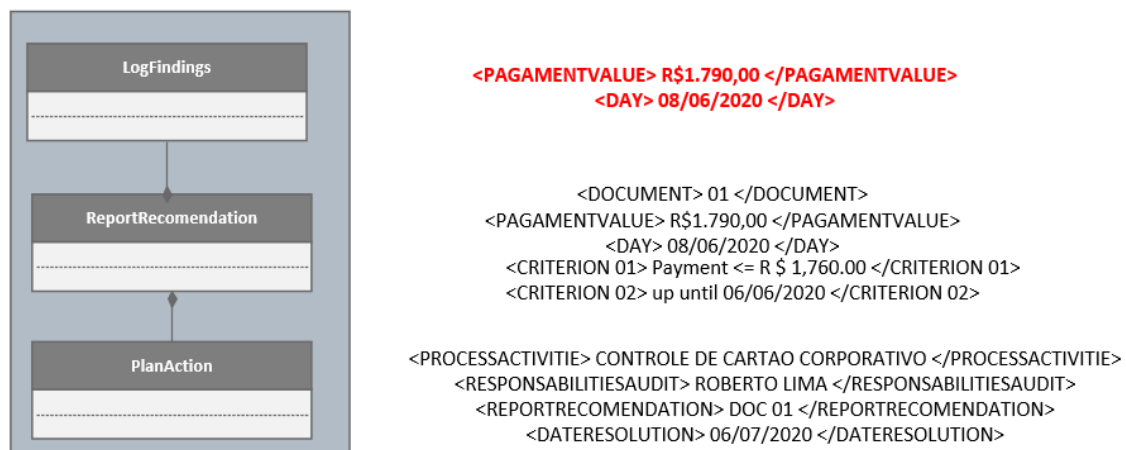 LogFindings
<PAGAMENTVALUE> R$1.790,00 </PAGAMENTVALUE>
<DAY> 08/06/2020 </DAY>
ReportRecomendation
<DOCUMENT> 01 </DOCUMENT>
<PAGAMENTVALUE> R$1.790,00 </PAGAMENTVALUE>
<DAY> 08/06/2020 </DAY>
<CRITERION 01> Payment <= R $ 1,760.00 </CRITERION 01>
<CRITERION 02> up until 06/06/2020 </CRITERION 02>
PlanAction
<PROCESSACTIVITIE> CONTROLE DE CARTAO CORPORATIVO </PROCESSACTIVITIE>
<RESPONSABILITIESAUDIT> ROBERTO LIMA </RESPONSABILITIESAUDIT>
<REPORTRECOMENDATION> DOC 01 </REPORTRECOMENDATION>
<DATERESOLUTION> 06/07/2020 </DATERESOLUTION>